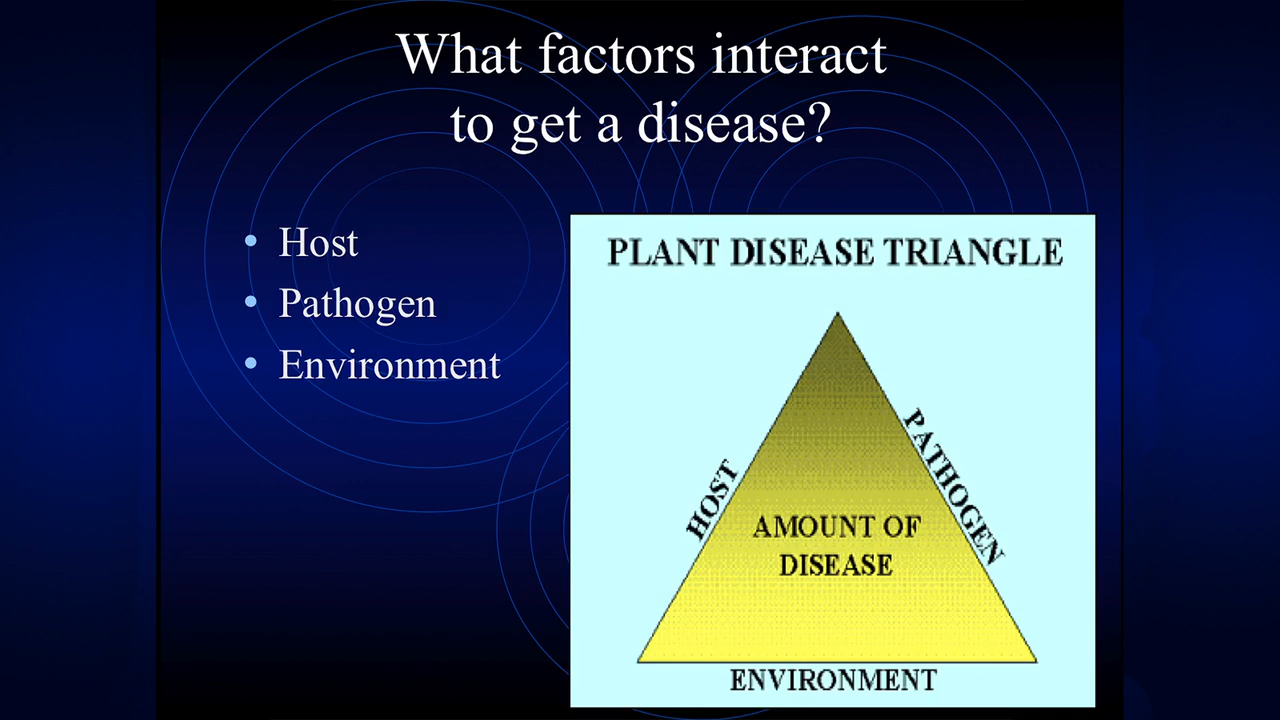 What factors interact
to get a disease?
• Host
• Pathogen
• Environment
PLANT DISEASE TRIANGLE
HOST
PATHOGEN
AMOUNT OF
DISEASE
ENVIRONMENT